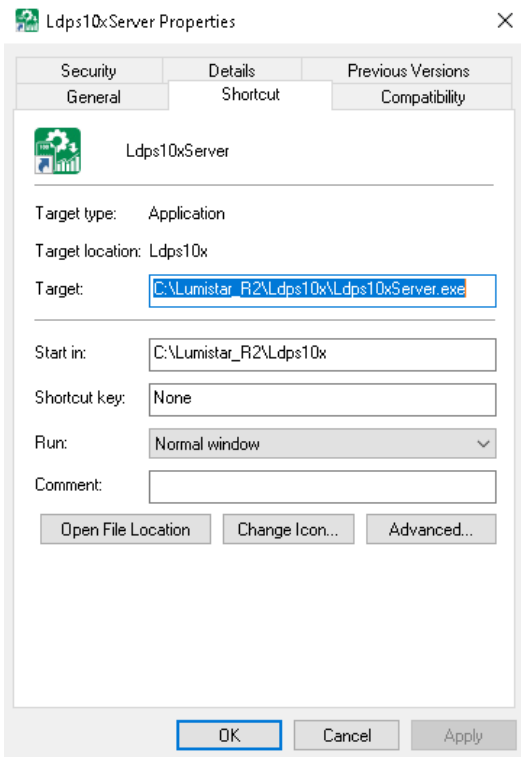 Ldps10xServer Properties
Security Details Previous Versions
General Shortcut Compatibility
Ldps10xServer
Target type: Application
Target location: Ldps10x
Target: C:\Lumistar_R2\Ldps10x\Ldps10xServer.exe
Start in: C:\Lumistar_R2\Ldps10x
Shortcut key: None
Run: Normal window
Comment:
Open File Location Change Icon... Advanced...
OK Cancel Apply